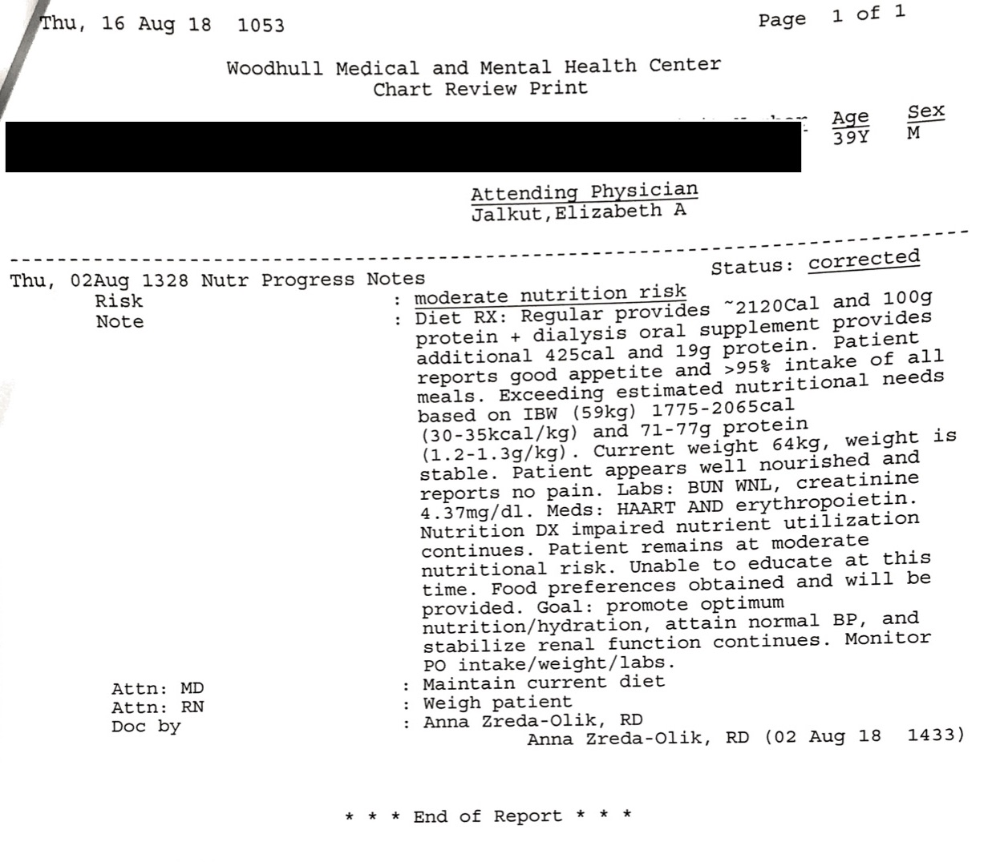 Thu, 16 Aug 18 1053 Page 1 of 1
Woodhull Medical and Mental Health Center
Chart Review Print
Age Sex
39Y M
Attending Physician
Jalkut,Elizabeth A
Status: corrected
Thu, 02Aug 1328 Nutr Progress Notes
Risk : moderate nutrition risk
Note : Diet RX: Regular provides ~2120Cal and 100g
protein + dialysis oral supplement provides
additional 425cal and 19g protein. Patient
reports good appetite and >95% intake of all
meals. Exceeding estimated nutritional needs
based on IBW (59kg) 1775-2065cal
(30-35kcal/kg) and 71-77g protein
(1.2-1.3g/kg). Current weight 64kg, weight is
stable. Patient appears well nourished and
reports no pain. Labs: BUN WNL, creatinine
4.37mg/dl. Meds: HAART AND erythropoietin.
Nutrition DX impaired nutrient utilization
continues. Patient remains at moderate
nutritional risk. Unable to educate at this
time. Food preferences obtained and will be
provided. Goal: promote optimum
nutrition/hydration, attain normal BP, and
stabilize renal function continues. Monitor
PO intake/weight/labs.
Attn: MD : Maintain current diet
Attn: RN : Weigh patient
Doc by : Anna Zreda-Olik, RD
Anna Zreda-Olik, RD (02 Aug 18 1433)
* * * End of Report * * *